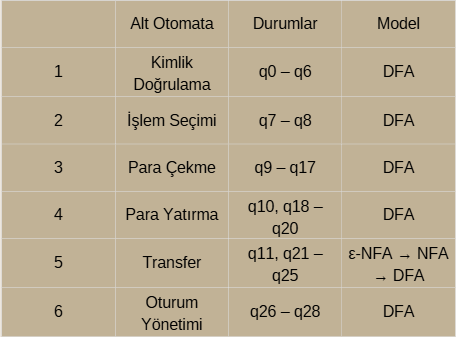 Alt Otomata Durumlar Model
1 Kimlik Doğrulama q0 – q6 DFA
2 İşlem Seçimi q7 – q8 DFA
3 Para Çekme q9 – q17 DFA
4 Para Yatırma q10, q18 – q20 DFA
5 Transfer q11, q21 – q25 ε-NFA → NFA → DFA
6 Oturum Yönetimi q26 – q28 DFA